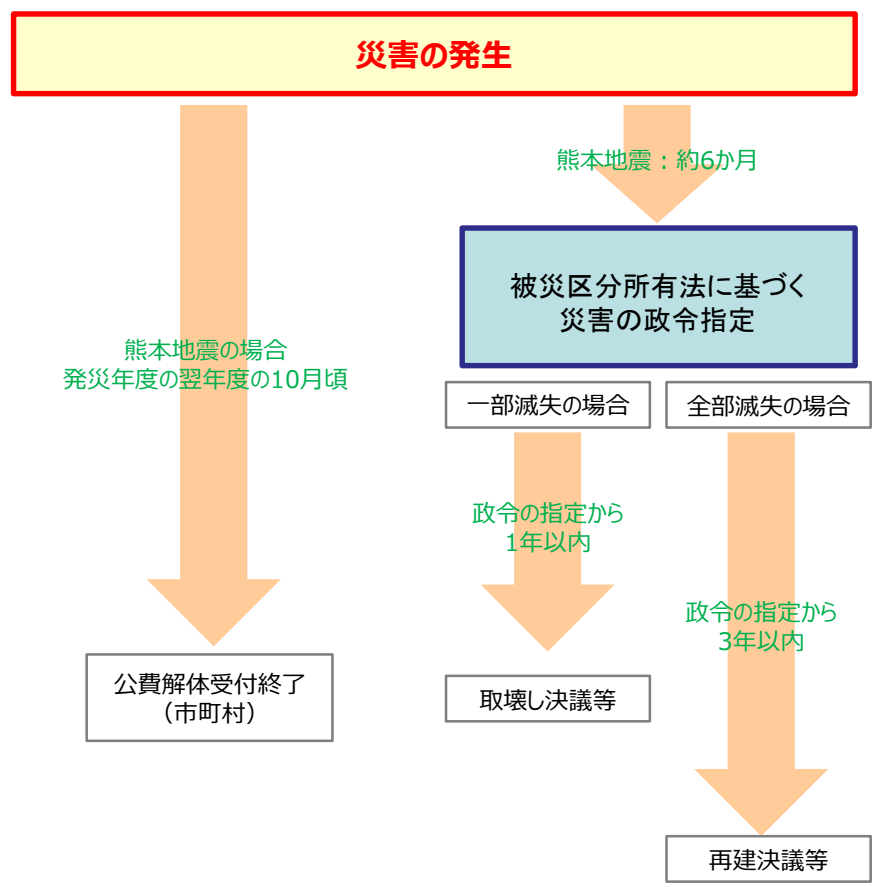 災害の発生
熊本地震：約6か月
被災区分所有法に基づく
災害の政令指定
熊本地震の場合
発災年度の翌年度の10月頃
一部滅失の場合
全部滅失の場合
政令の指定から
1年以内
政令の指定から
3年以内
公費解体受付終了
（市町村）
取壊し決議等
再建決議等